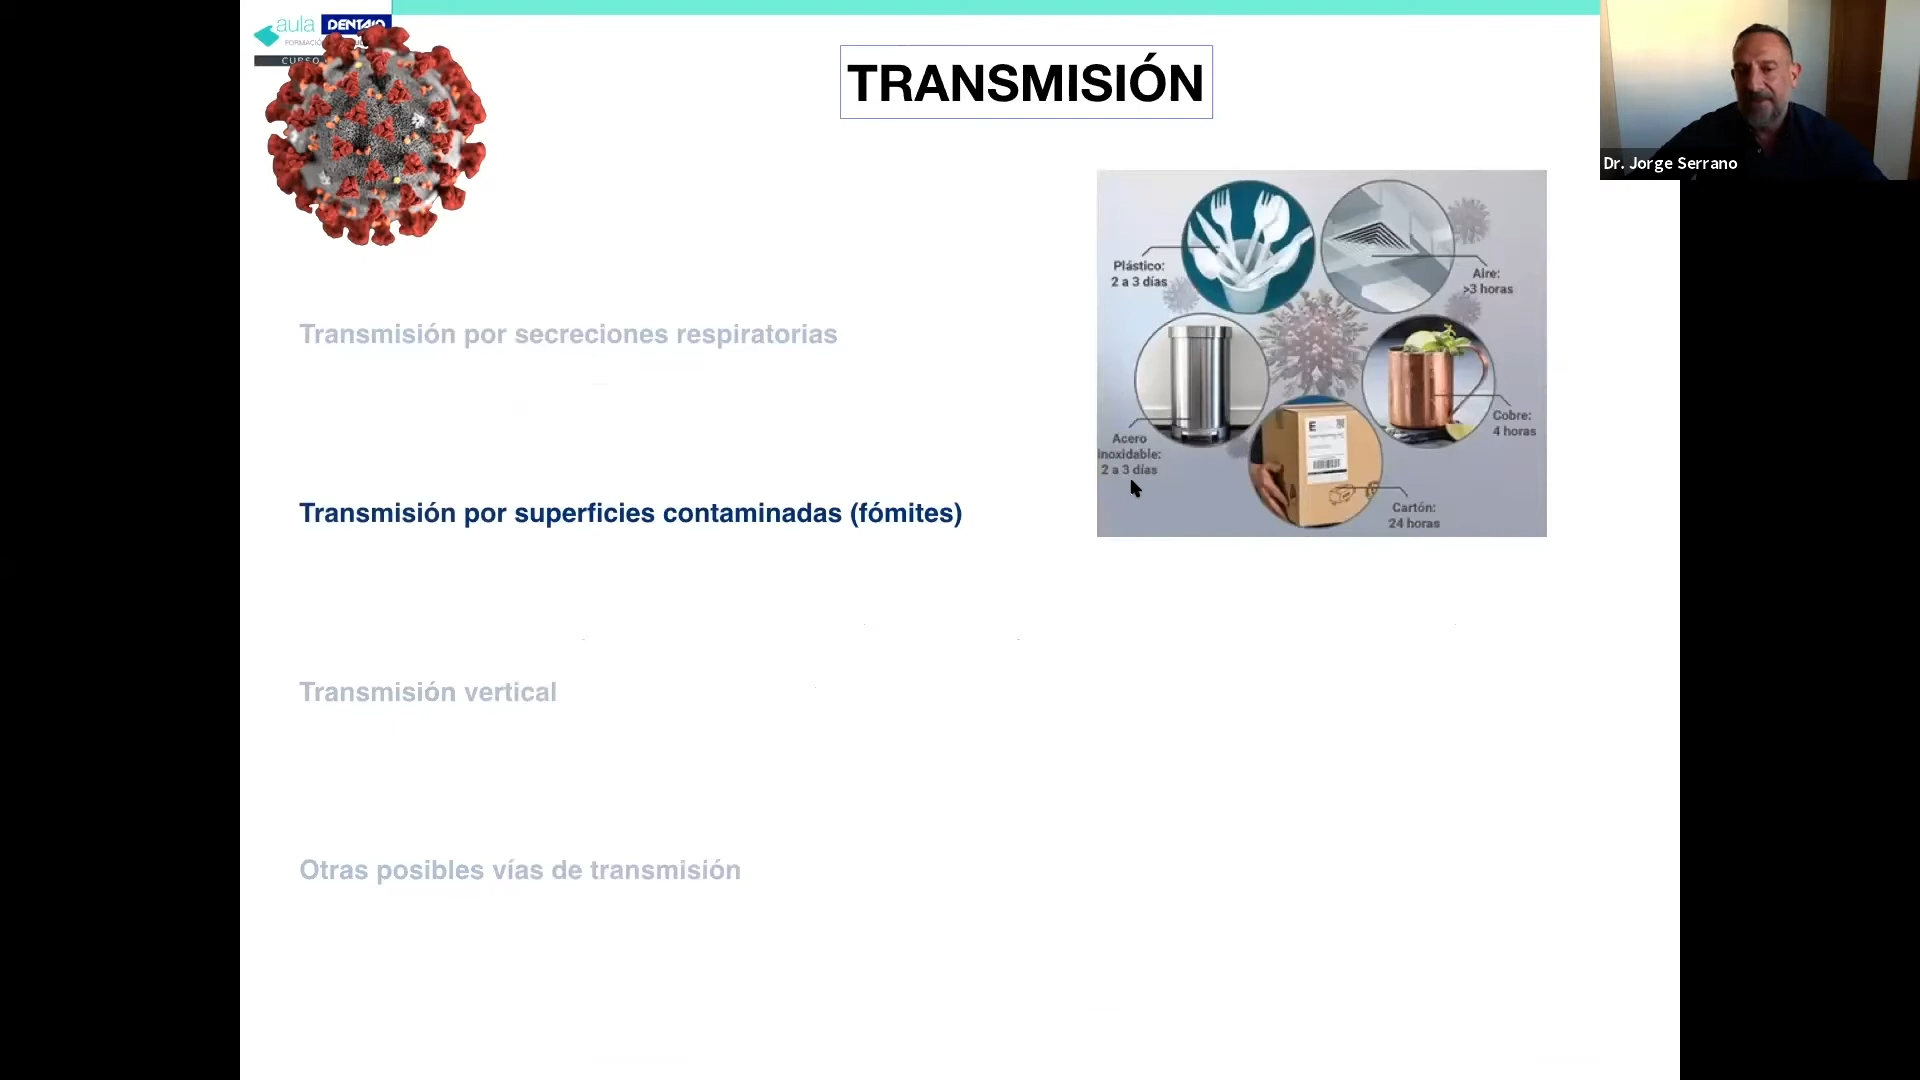 aula DENTAID
TRANSMISIÓN
Dr. Jorge Serrano
Plástico:
2 a 3 días
Aire:
>3 horas
Transmisión por secreciones respiratorias
Cobre:
4 horas
Acero
inoxidable:
2 a 3 días
Cartón:
24 horas
Transmisión por superficies contaminadas (fómites)
Transmisión vertical
Otras posibles vías de transmisión